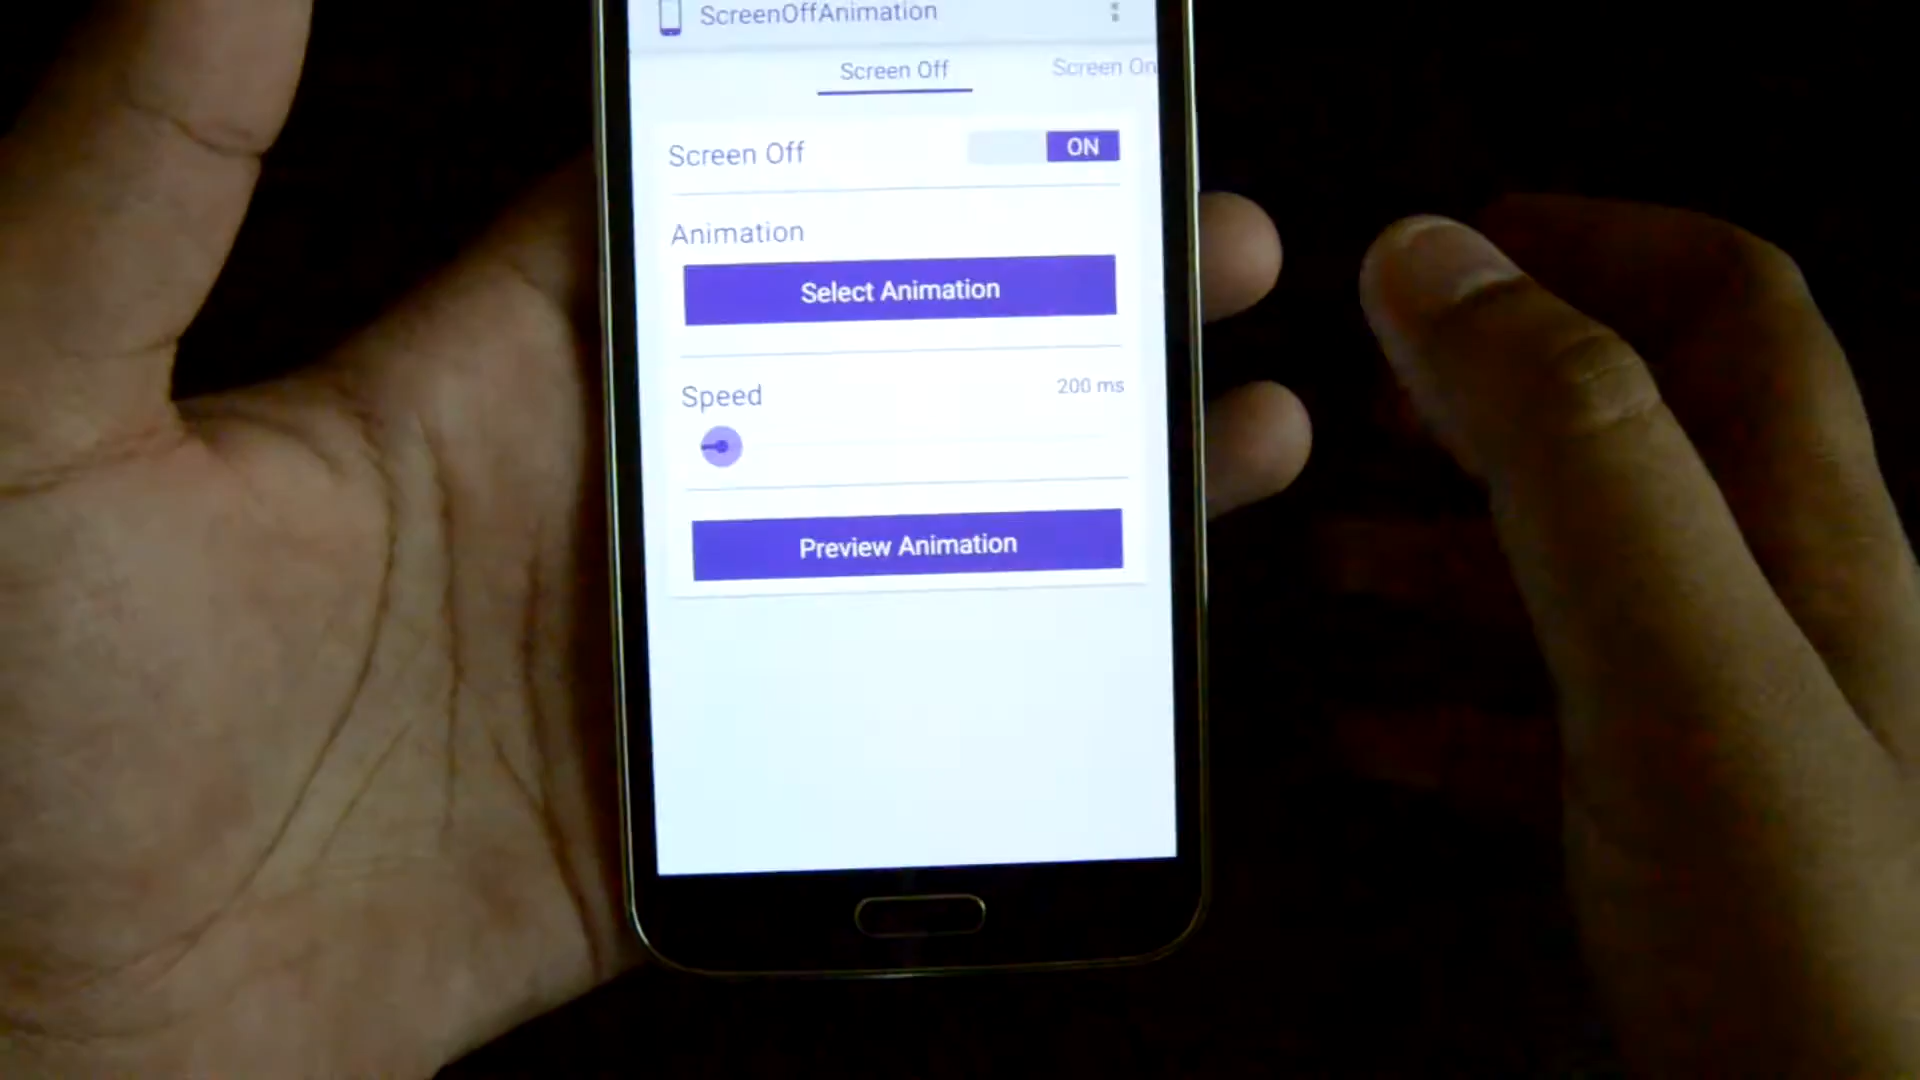 ScreenOffAnimation
Screen Off
Screen On
Screen Off
ON
Animation
Select Animation
Speed
200 ms
Preview Animation